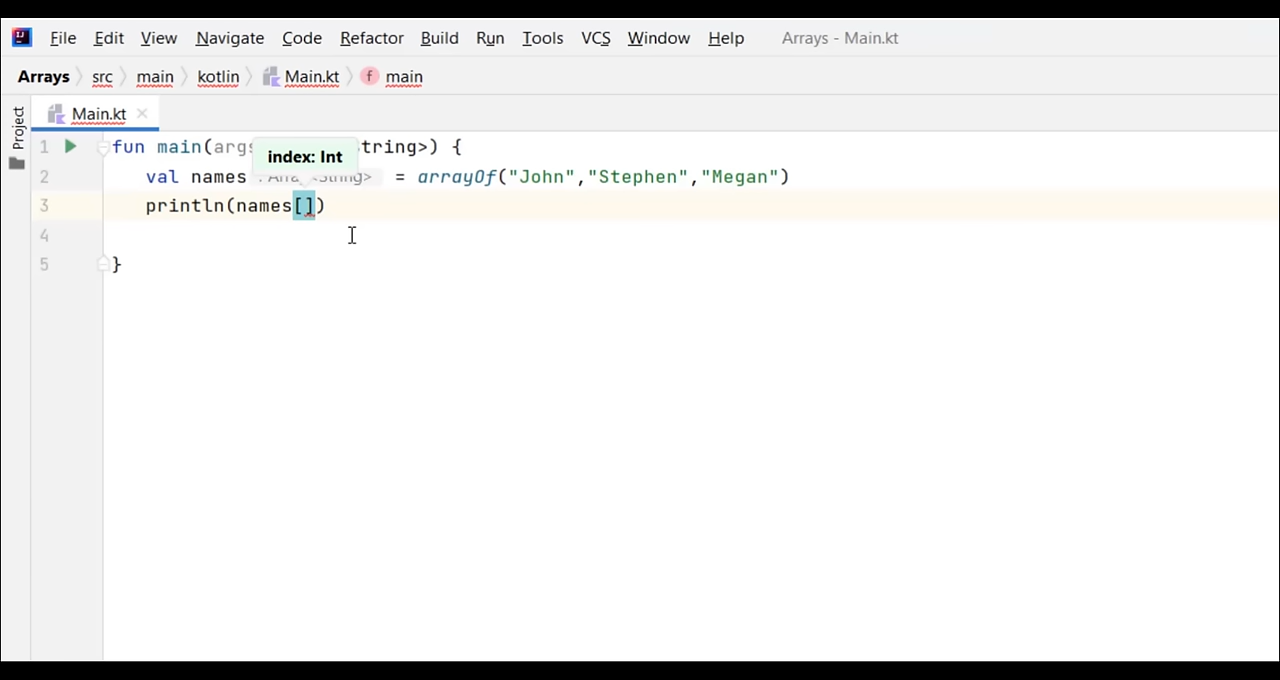 File Edit View Navigate Code Refactor Build Run Tools VCS Window Help Arrays - Main.kt
Arrays src main kotlin Main.kt f main
Project
Main.kt
1 fun main(args tring>) {
index: Int
2 val names : Array<String> = arrayOf("John","Stephen","Megan")
3 println(names[])
4
5 }